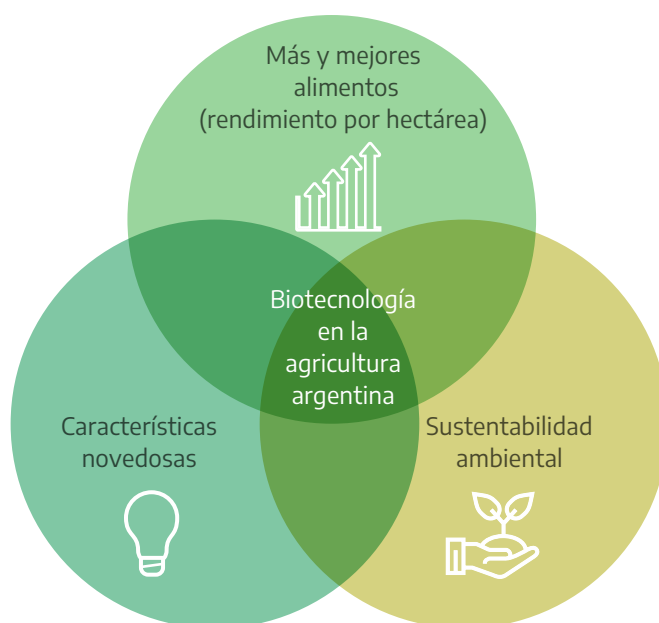 Más y mejores
alimentos
(rendimiento por hectárea)
Biotecnología
en la
agricultura
argentina
Características
novedosas
Sustentabilidad
ambiental